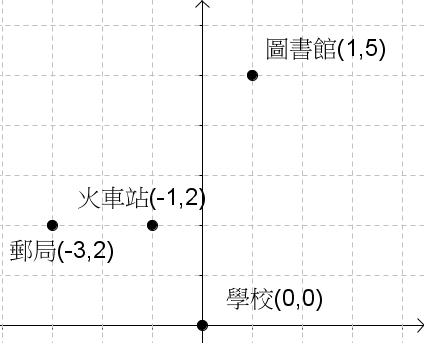 圖書館(1,5)
火車站(-1,2)
郵局(-3,2)
學校(0,0)